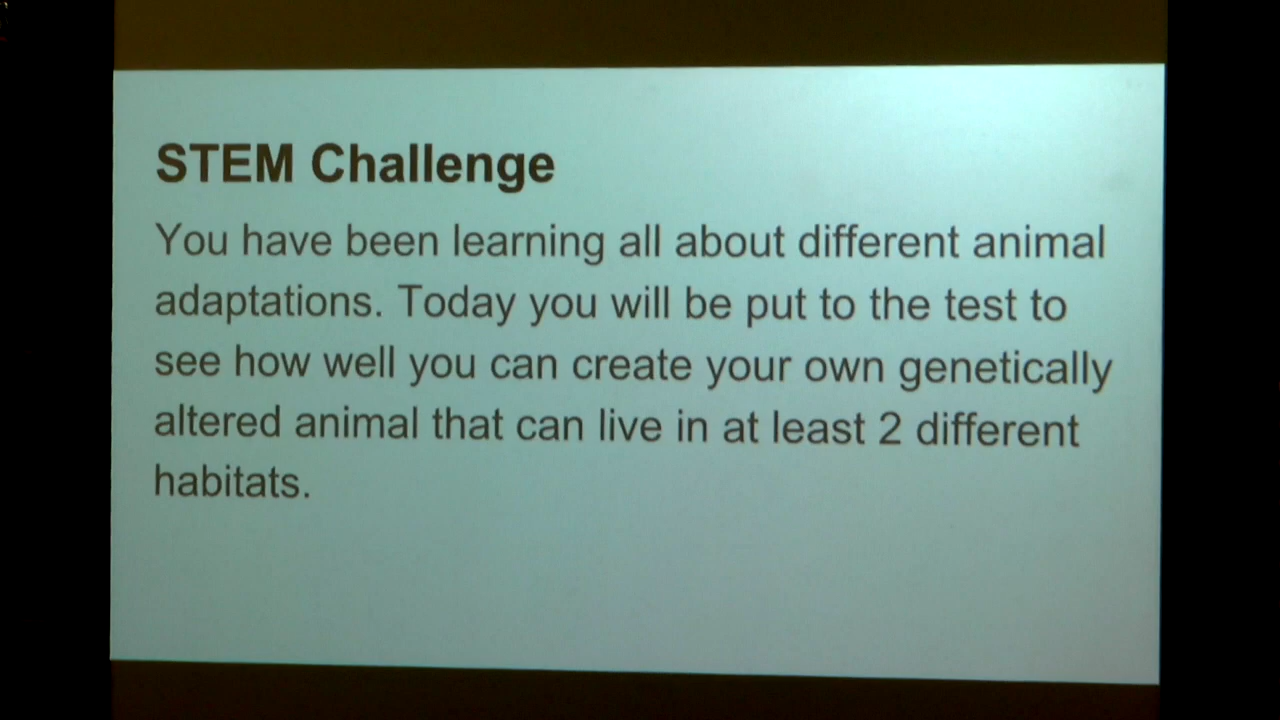 STEM Challenge
You have been learning all about different animal
adaptations. Today you will be put to the test to
see how well you can create your own genetically
altered animal that can live in at least 2 different
habitats.